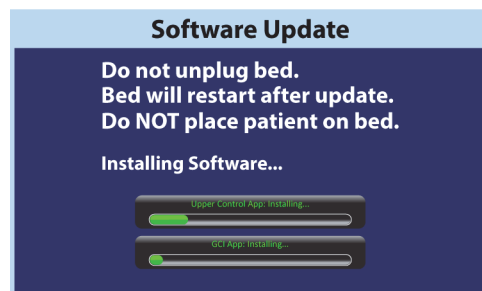 Software Update
Do not unplug bed.
Bed will restart after update.
Do NOT place patient on bed.
Installing Software...
Upper Control App: Installing...
GCI App: Installing...